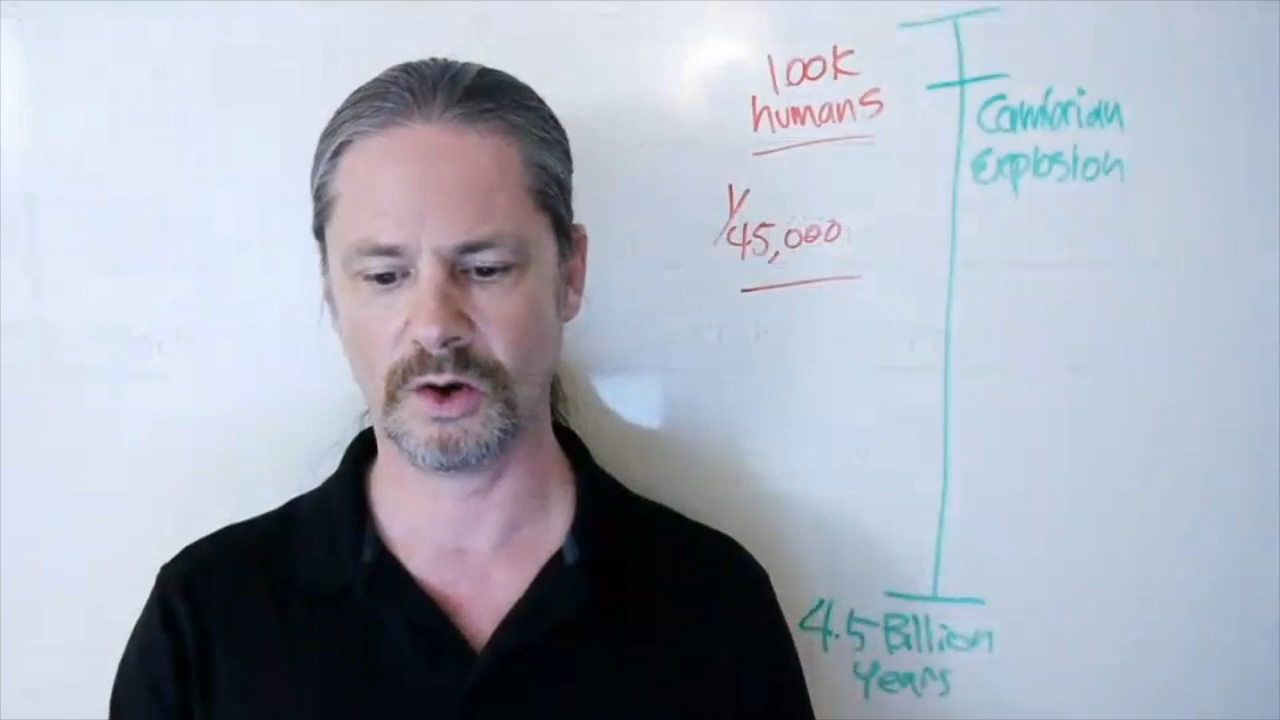 100K
humans
1/45,000
Cambrian
Explosion
4.5 Billion
Years